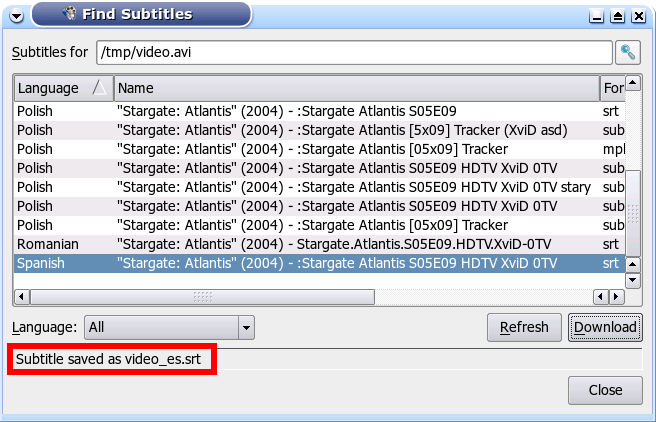 Find Subtitles
Subtitles for /tmp/video.avi
Language Name For
Polish "Stargate: Atlantis" (2004) - :Stargate Atlantis S05E09 srt
Polish "Stargate: Atlantis" (2004) - :Stargate Atlantis [5x09] Tracker (XviD asd) sub
Polish "Stargate: Atlantis" (2004) - :Stargate Atlantis [05x09] Tracker mpl
Polish "Stargate: Atlantis" (2004) - :Stargate Atlantis S05E09 HDTV XviD 0TV sub
Polish "Stargate: Atlantis" (2004) - :Stargate Atlantis S05E09 HDTV XviD 0TV stary sub
Polish "Stargate: Atlantis" (2004) - :Stargate Atlantis S05E09 HDTV XviD 0TV sub
Polish "Stargate: Atlantis" (2004) - :Stargate Atlantis [05x09] Tracker sub
Romanian "Stargate: Atlantis" (2004) - Stargate.Atlantis.S05E09.HDTV.XviD-0TV srt
Spanish "Stargate: Atlantis" (2004) - :Stargate Atlantis S05E09 HDTV XviD 0TV srt
Language: All Refresh Download
Subtitle saved as video_es.srt
Close